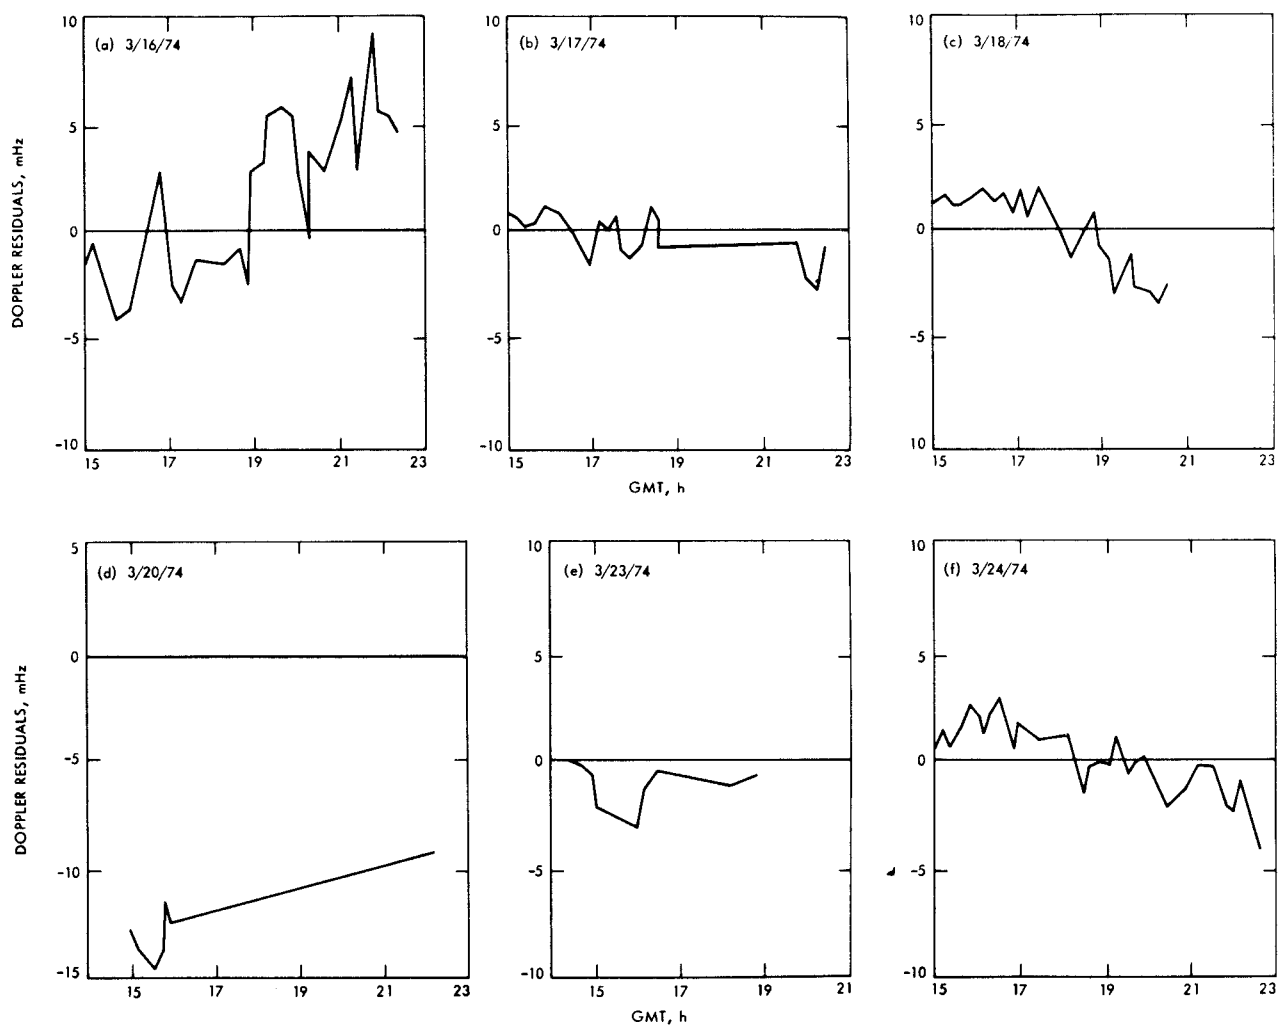 (a) 3/16/74
10
5
0
-5
-10
15 17 19 21 23
DOPPLER RESIDUALS, mHz
(b) 3/17/74
10
5
0
-5
-10
15 17 19 21 23
GMT, h
(c) 3/18/74
10
5
0
-5
10
15 17 19 21 23
(d) 3/20/74
5
0
-5
-10
-15
15 17 19 21 23
DOPPLER RESIDUALS, mHz
(e) 3/23/74
10
5
0
-5
-10
15 17 19 21
GMT, h
(f) 3/24/74
10
5
0
-5
-10
15 17 19 21 23